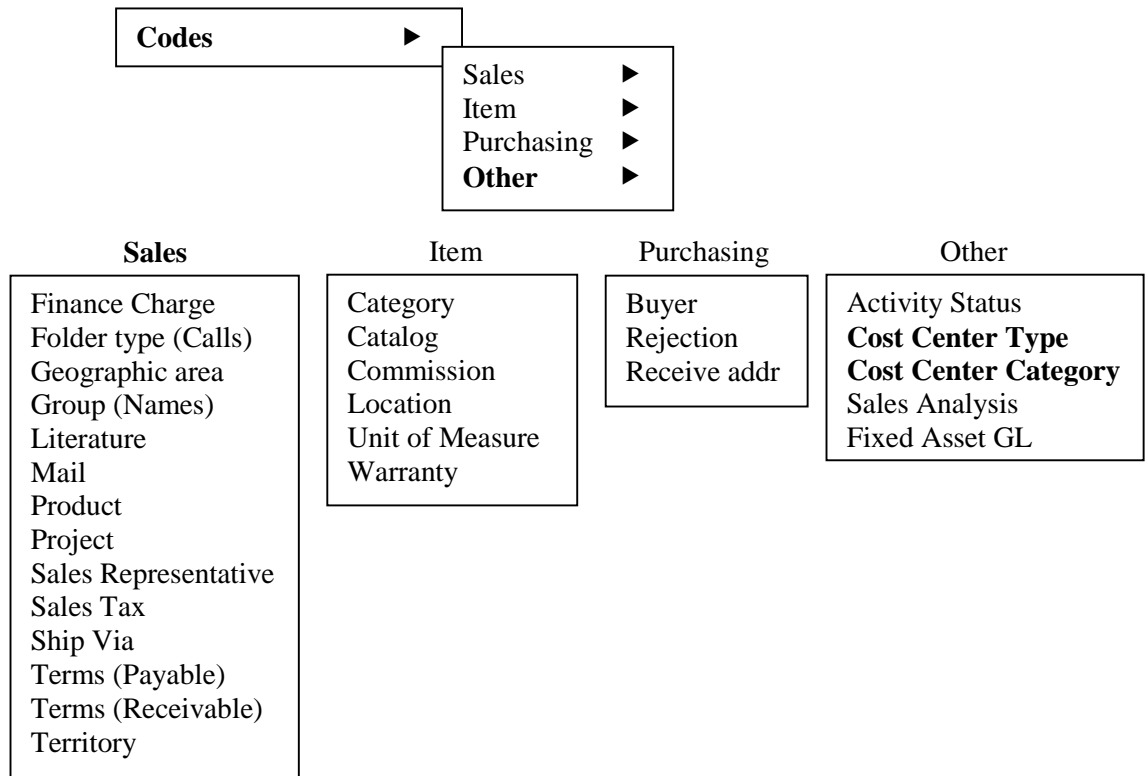 Codes ▶
Sales ▶
Item ▶
Purchasing ▶
Other ▶
Sales
Finance Charge
Folder type (Calls)
Geographic area
Group (Names)
Literature
Mail
Product
Project
Sales Representative
Sales Tax
Ship Via
Terms (Payable)
Terms (Receivable)
Territory
Item
Category
Catalog
Commission
Location
Unit of Measure
Warranty
Purchasing
Buyer
Rejection
Receive addr
Other
Activity Status
Cost Center Type
Cost Center Category
Sales Analysis
Fixed Asset GL